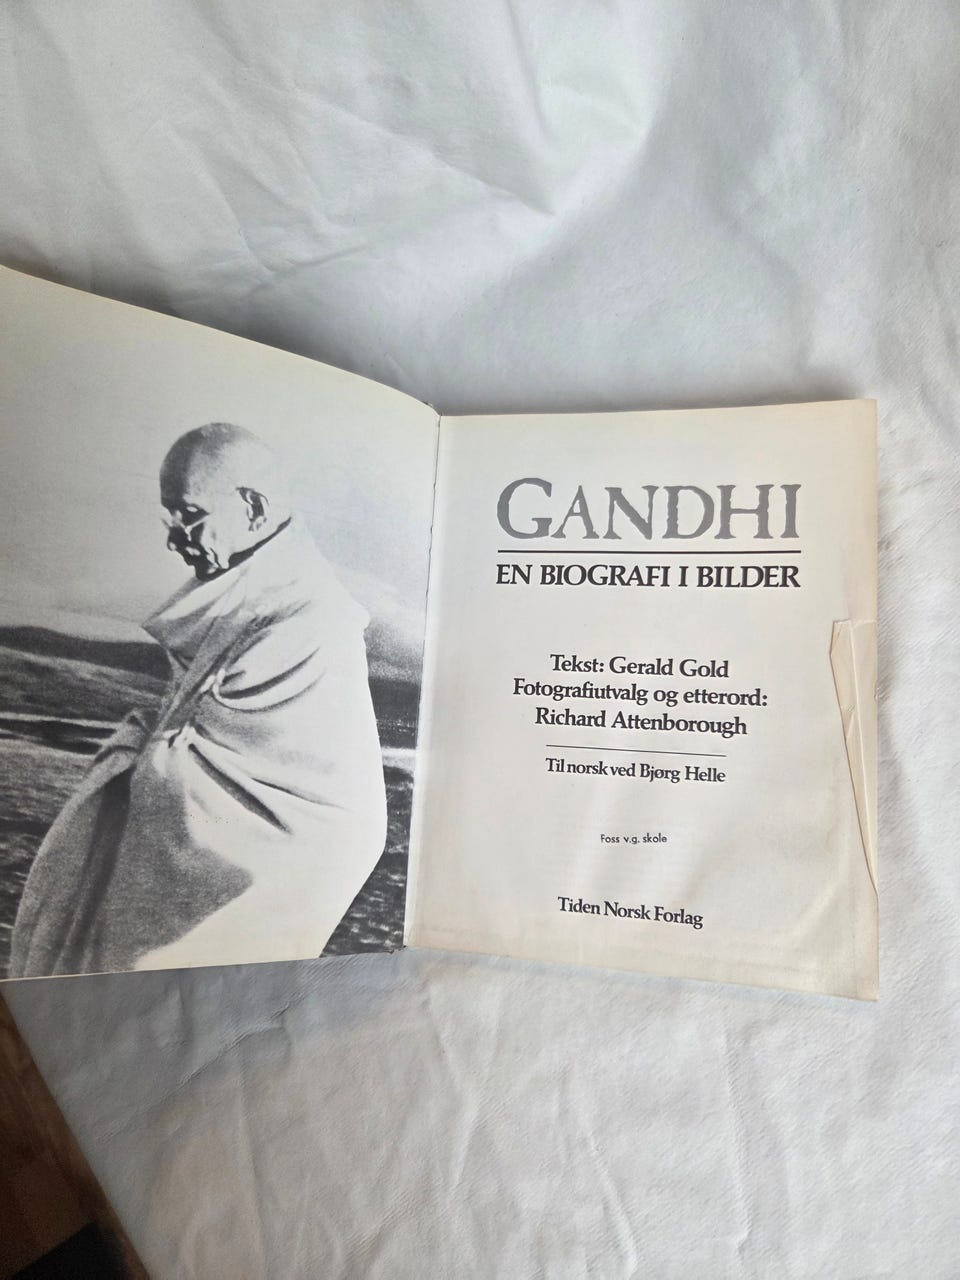 GANDHI
EN BIOGRAFI I BILDER
Tekst: Gerald Gold
Fotografiutvalg og etterord:
Richard Attenborough
Til norsk ved Bjørg Helle
Foss v.g. skole
Tiden Norsk Forlag